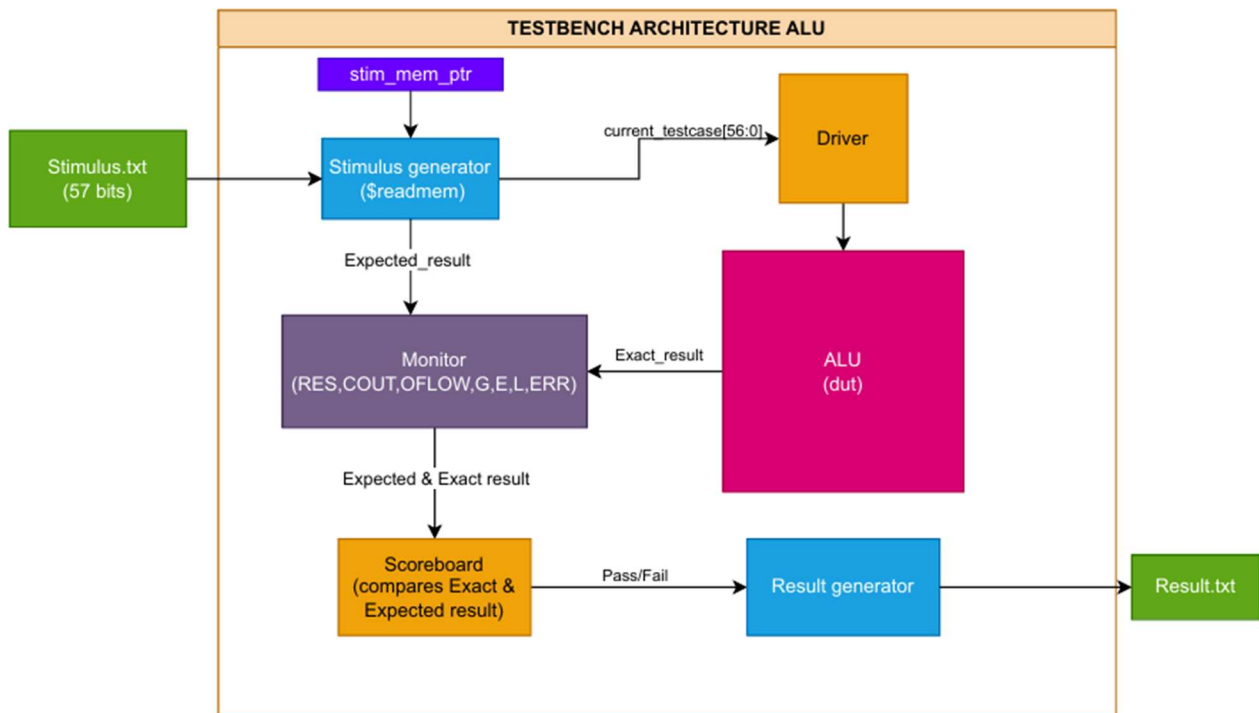 TESTBENCH ARCHITECTURE ALU
stim_mem_ptr
current_testcase[56:0]
Driver
Stimulus.txt
(57 bits)
Stimulus generator
($readmem)
Expected_result
Monitor
(RES,COUT,OFLOW,G,E,L,ERR)
Exact_result
ALU
(dut)
Expected & Exact result
Scoreboard
(compares Exact &
Expected result)
Pass/Fail
Result generator
Result.txt